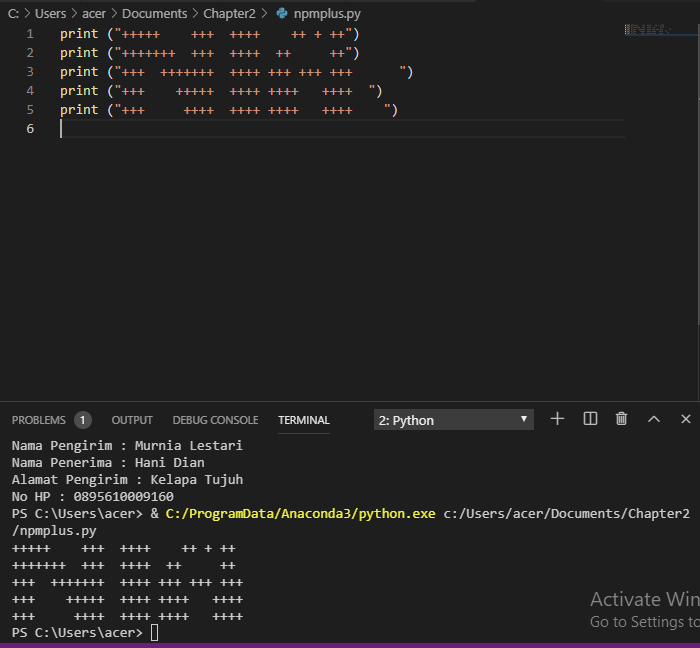 C: > Users > acer > Documents > Chapter2 > npmplus.py
1 print ("+++++    +++  ++++    ++ + ++")
2 print ("+++++++  +++  ++++  ++     ++")
3 print ("+++  +++++++  ++++ +++ +++ +++      ")
4 print ("+++    +++++  ++++ ++++   ++++  ")
5 print ("+++     ++++  ++++ ++++   ++++    ")
6
PROBLEMS 1 OUTPUT DEBUG CONSOLE TERMINAL 2: Python
Nama Pengirim : Murnia Lestari
Nama Penerima : Hani Dian
Alamat Pengirim : Kelapa Tujuh
No HP : 0895610009160
PS C:\Users\acer> & C:/ProgramData/Anaconda3/python.exe c:/Users/acer/Documents/Chapter2
/npmplus.py
+++++    +++  ++++    ++ + ++
+++++++  +++  ++++  ++     ++
+++  +++++++  ++++ +++ +++ +++
+++    +++++  ++++ ++++   ++++
+++     ++++  ++++ ++++   ++++
PS C:\Users\acer>
Activate Win
Go to Settings to